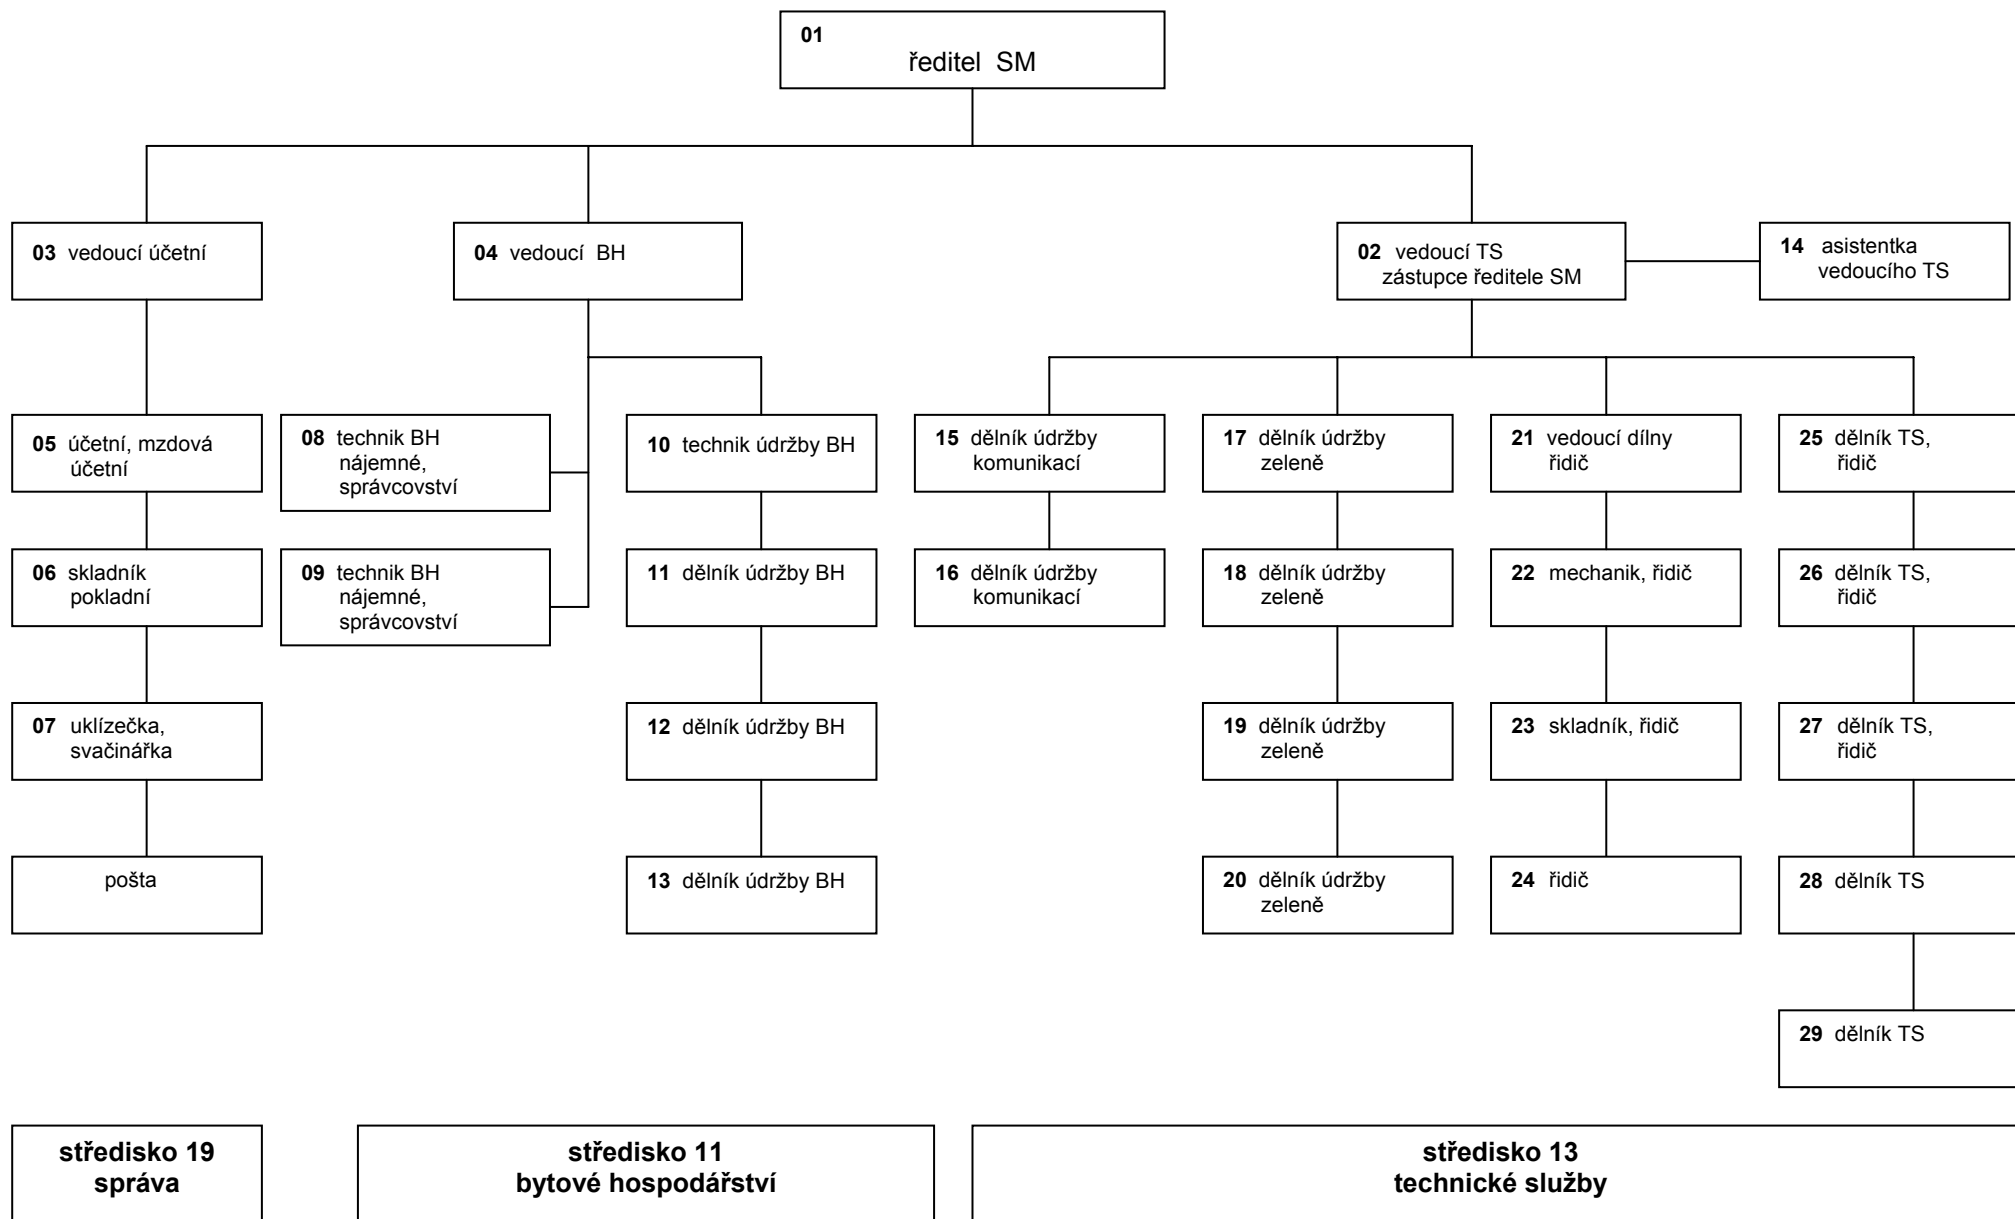 01
ředitel SM
03 vedoucí účetní
04 vedoucí BH
02 vedoucí TS
zástupce ředitele SM
14 asistentka
vedoucího TS
05 účetní, mzdová
účetní
08 technik BH
nájemné,
správcovství
10 technik údržby BH
15 dělník údržby
komunikací
17 dělník údržby
zeleně
21 vedoucí dílny
řidič
25 dělník TS,
řidič
06 skladník
pokladní
09 technik BH
nájemné,
správcovství
11 dělník údržby BH
16 dělník údržby
komunikací
18 dělník údržby
zeleně
22 mechanik, řidič
26 dělník TS,
řidič
07 uklízečka,
svačinářka
12 dělník údržby BH
19 dělník údržby
zeleně
23 skladník, řidič
27 dělník TS,
řidič
pošta
13 dělník údržby BH
20 dělník údržby
zeleně
24 řidič
28 dělník TS
29 dělník TS
středisko 19
správa
středisko 11
bytové hospodářství
středisko 13
technické služby